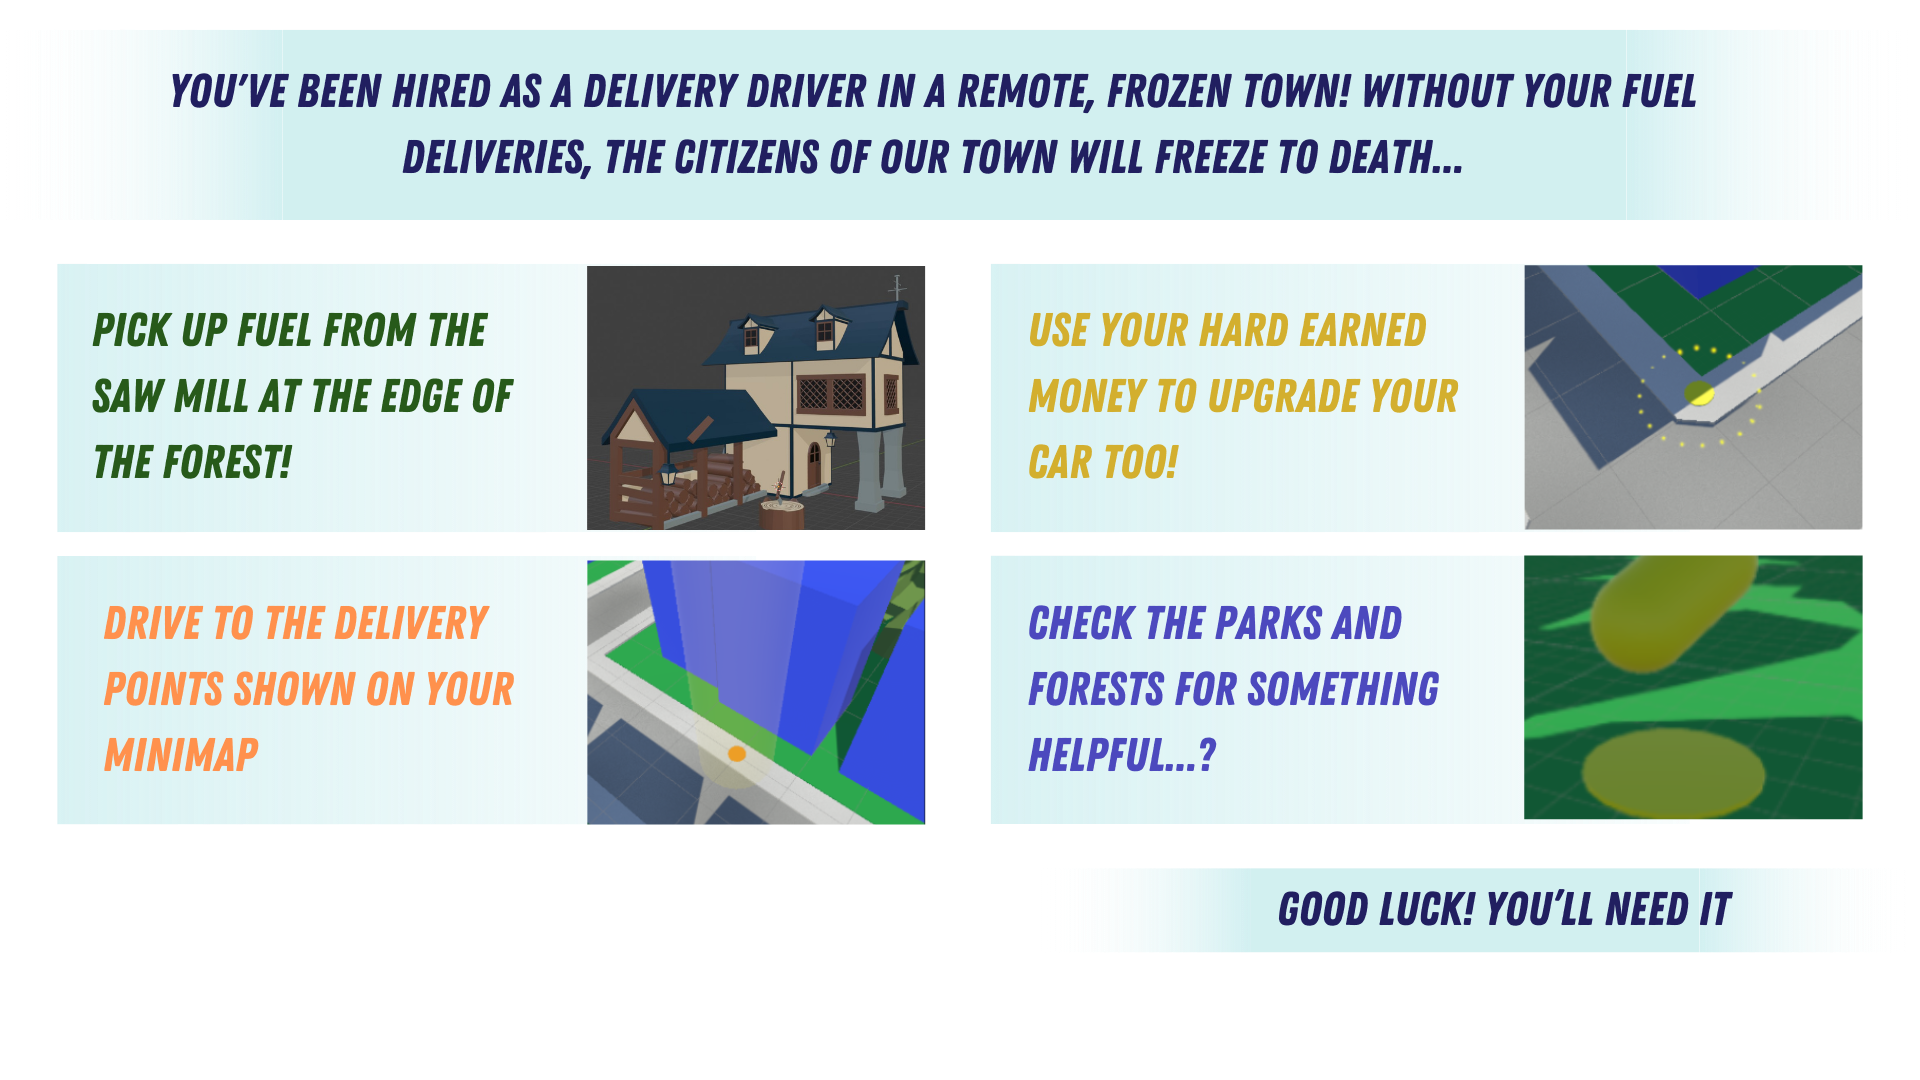 YOU'VE BEEN HIRED AS A DELIVERY DRIVER IN A REMOTE, FROZEN TOWN! WITHOUT YOUR FUEL
DELIVERIES, THE CITIZENS OF OUR TOWN WILL FREEZE TO DEATH...
PICK UP FUEL FROM THE
SAW MILL AT THE EDGE OF
THE FOREST!
USE YOUR HARD EARNED
MONEY TO UPGRADE YOUR
CAR TOO!
DRIVE TO THE DELIVERY
POINTS SHOWN ON YOUR
MINIMAP
CHECK THE PARKS AND
FORESTS FOR SOMETHING
HELPFUL...?
GOOD LUCK! YOU'LL NEED IT